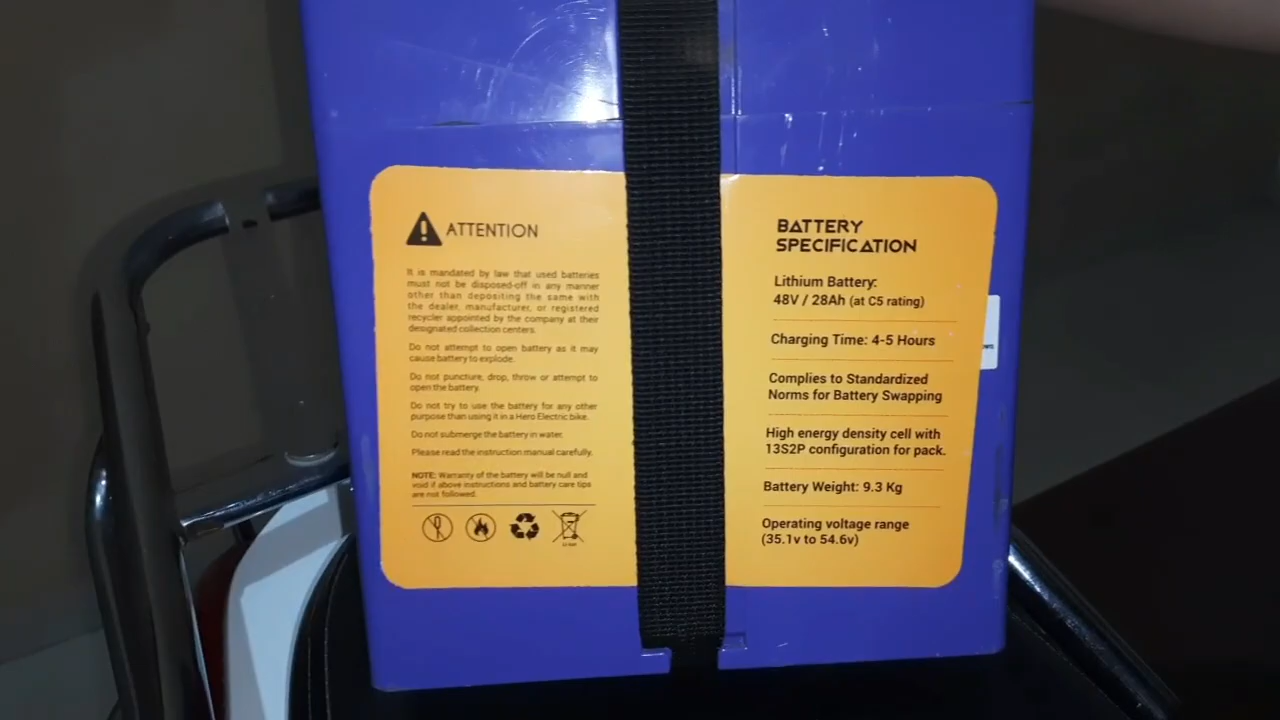 ATTENTION
It is mandated by law that used batteries
must not be disposed-off in any manner
other than depositing the same with
the dealer, manufacturer, or registered
recycler appointed by the company at their
designated collection centers.
Do not attempt to open battery as it may
cause battery to explode.
Do not puncture, drop, throw or attempt to
open the battery.
Do not try to use the battery for any other
purpose than using it in a Hero Electric bike.
Do not submerge the battery in water.
Please read the instruction manual carefully.
NOTE: Warranty of the battery will be null and
void if above instructions and battery care tips
are not followed.
BATTERY
SPECIFICATION
Lithium Battery:
48V / 28Ah (at C5 rating)
Charging Time: 4-5 Hours
Complies to Standardized
Norms for Battery Swapping
High energy density cell with
13S2P configuration for pack.
Battery Weight: 9.3 Kg
Operating voltage range
(35.1v to 54.6v)